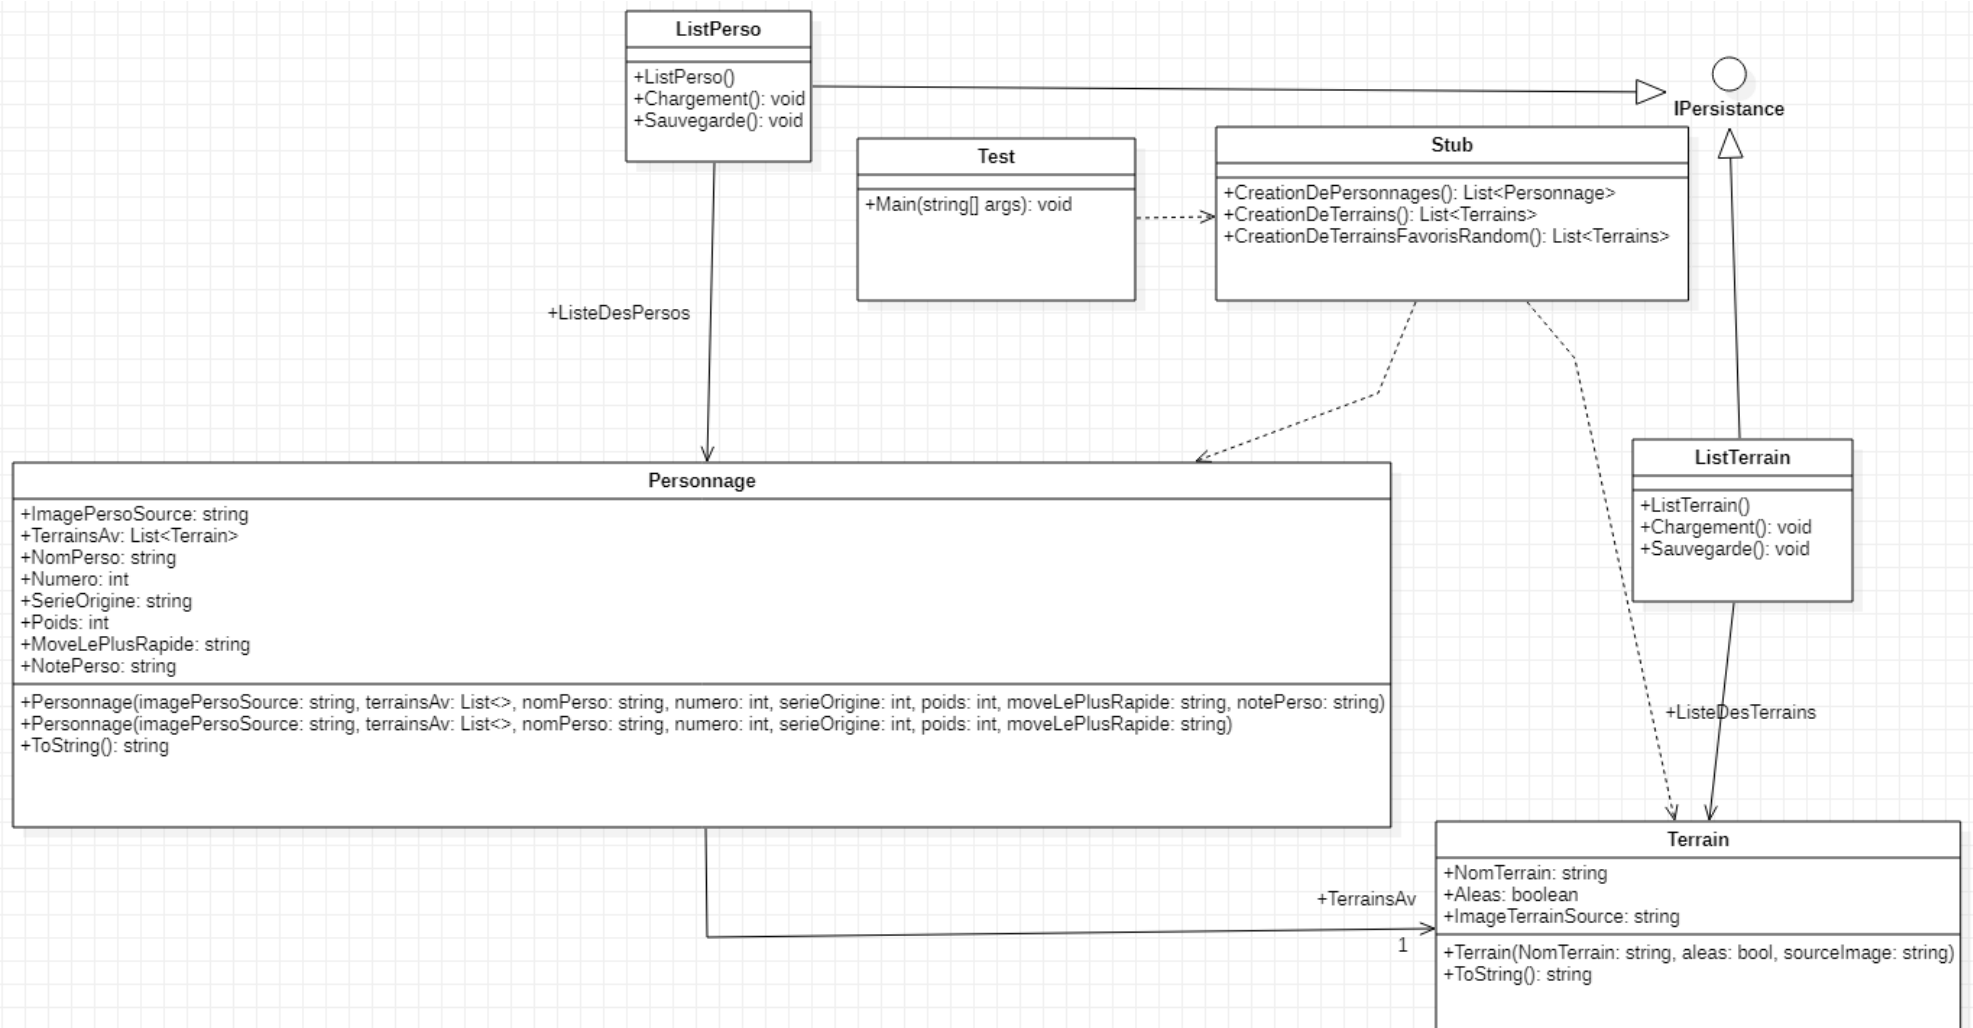 ListPerso
+ListPerso()
+Chargement(): void
+Sauvegarde(): void
IPersistance
Test
+Main(string[] args): void
Stub
+CreationDePersonnages(): List<Personnage>
+CreationDeTerrains(): List<Terrains>
+CreationDeTerrainsFavorisRandom(): List<Terrains>
+ListeDesPersos
ListTerrain
+ListTerrain()
+Chargement(): void
+Sauvegarde(): void
Personnage
+ImagePersoSource: string
+TerrainsAv: List<Terrain>
+NomPerso: string
+Numero: int
+SerieOrigine: string
+Poids: int
+MoveLePlusRapide: string
+NotePerso: string
+Personnage(imagePersoSource: string, terrainsAv: List<>, nomPerso: string, numero: int, serieOrigine: int, poids: int, moveLePlusRapide: string, notePerso: string)
+Personnage(imagePersoSource: string, terrainsAv: List<>, nomPerso: string, numero: int, serieOrigine: int, poids: int, moveLePlusRapide: string)
+ToString(): string
+ListeDesTerrains
+TerrainsAv
1
Terrain
+NomTerrain: string
+Aleas: boolean
+ImageTerrainSource: string
+Terrain(NomTerrain: string, aleas: bool, sourceImage: string)
+ToString(): string